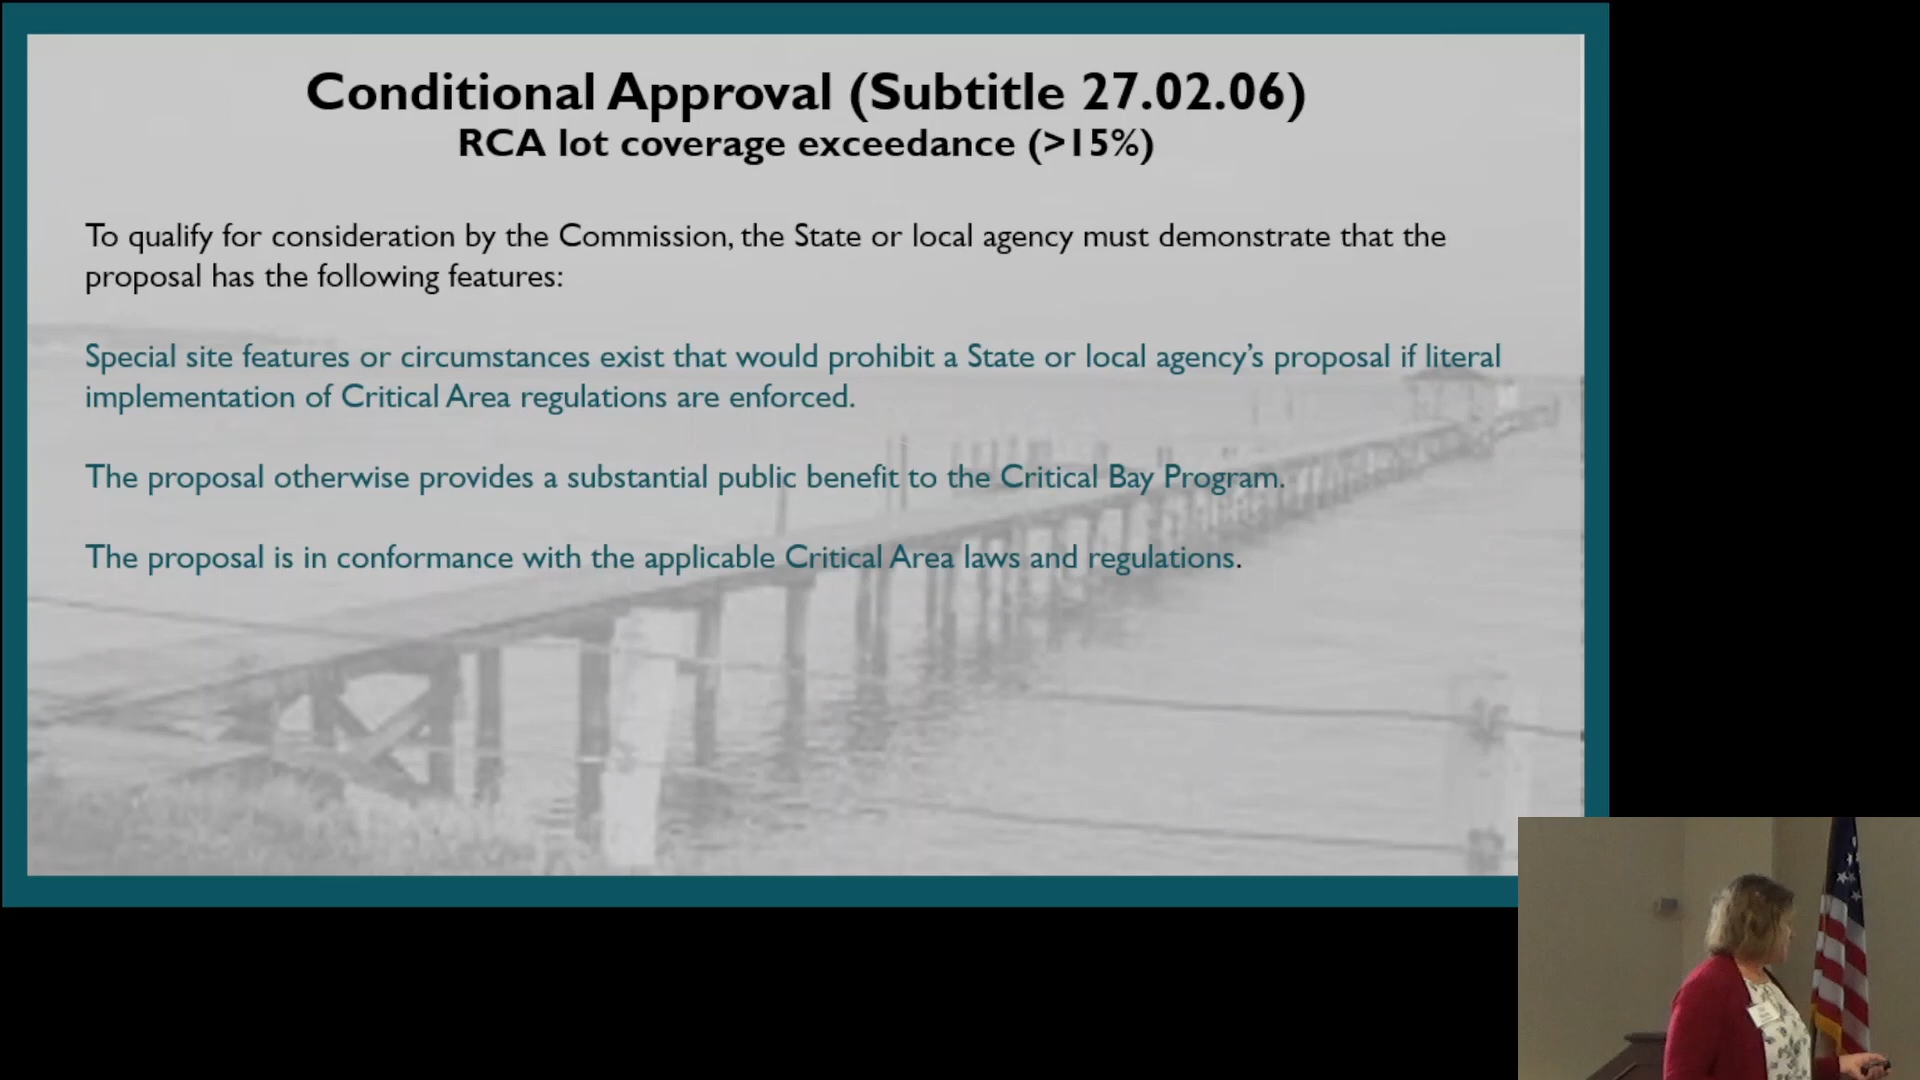 Conditional Approval (Subtitle 27.02.06)
RCA lot coverage exceedance (>15%)
To qualify for consideration by the Commission, the State or local agency must demonstrate that the
proposal has the following features:
Special site features or circumstances exist that would prohibit a State or local agency's proposal if literal
implementation of Critical Area regulations are enforced.
The proposal otherwise provides a substantial public benefit to the Critical Bay Program.
The proposal is in conformance with the applicable Critical Area laws and regulations.